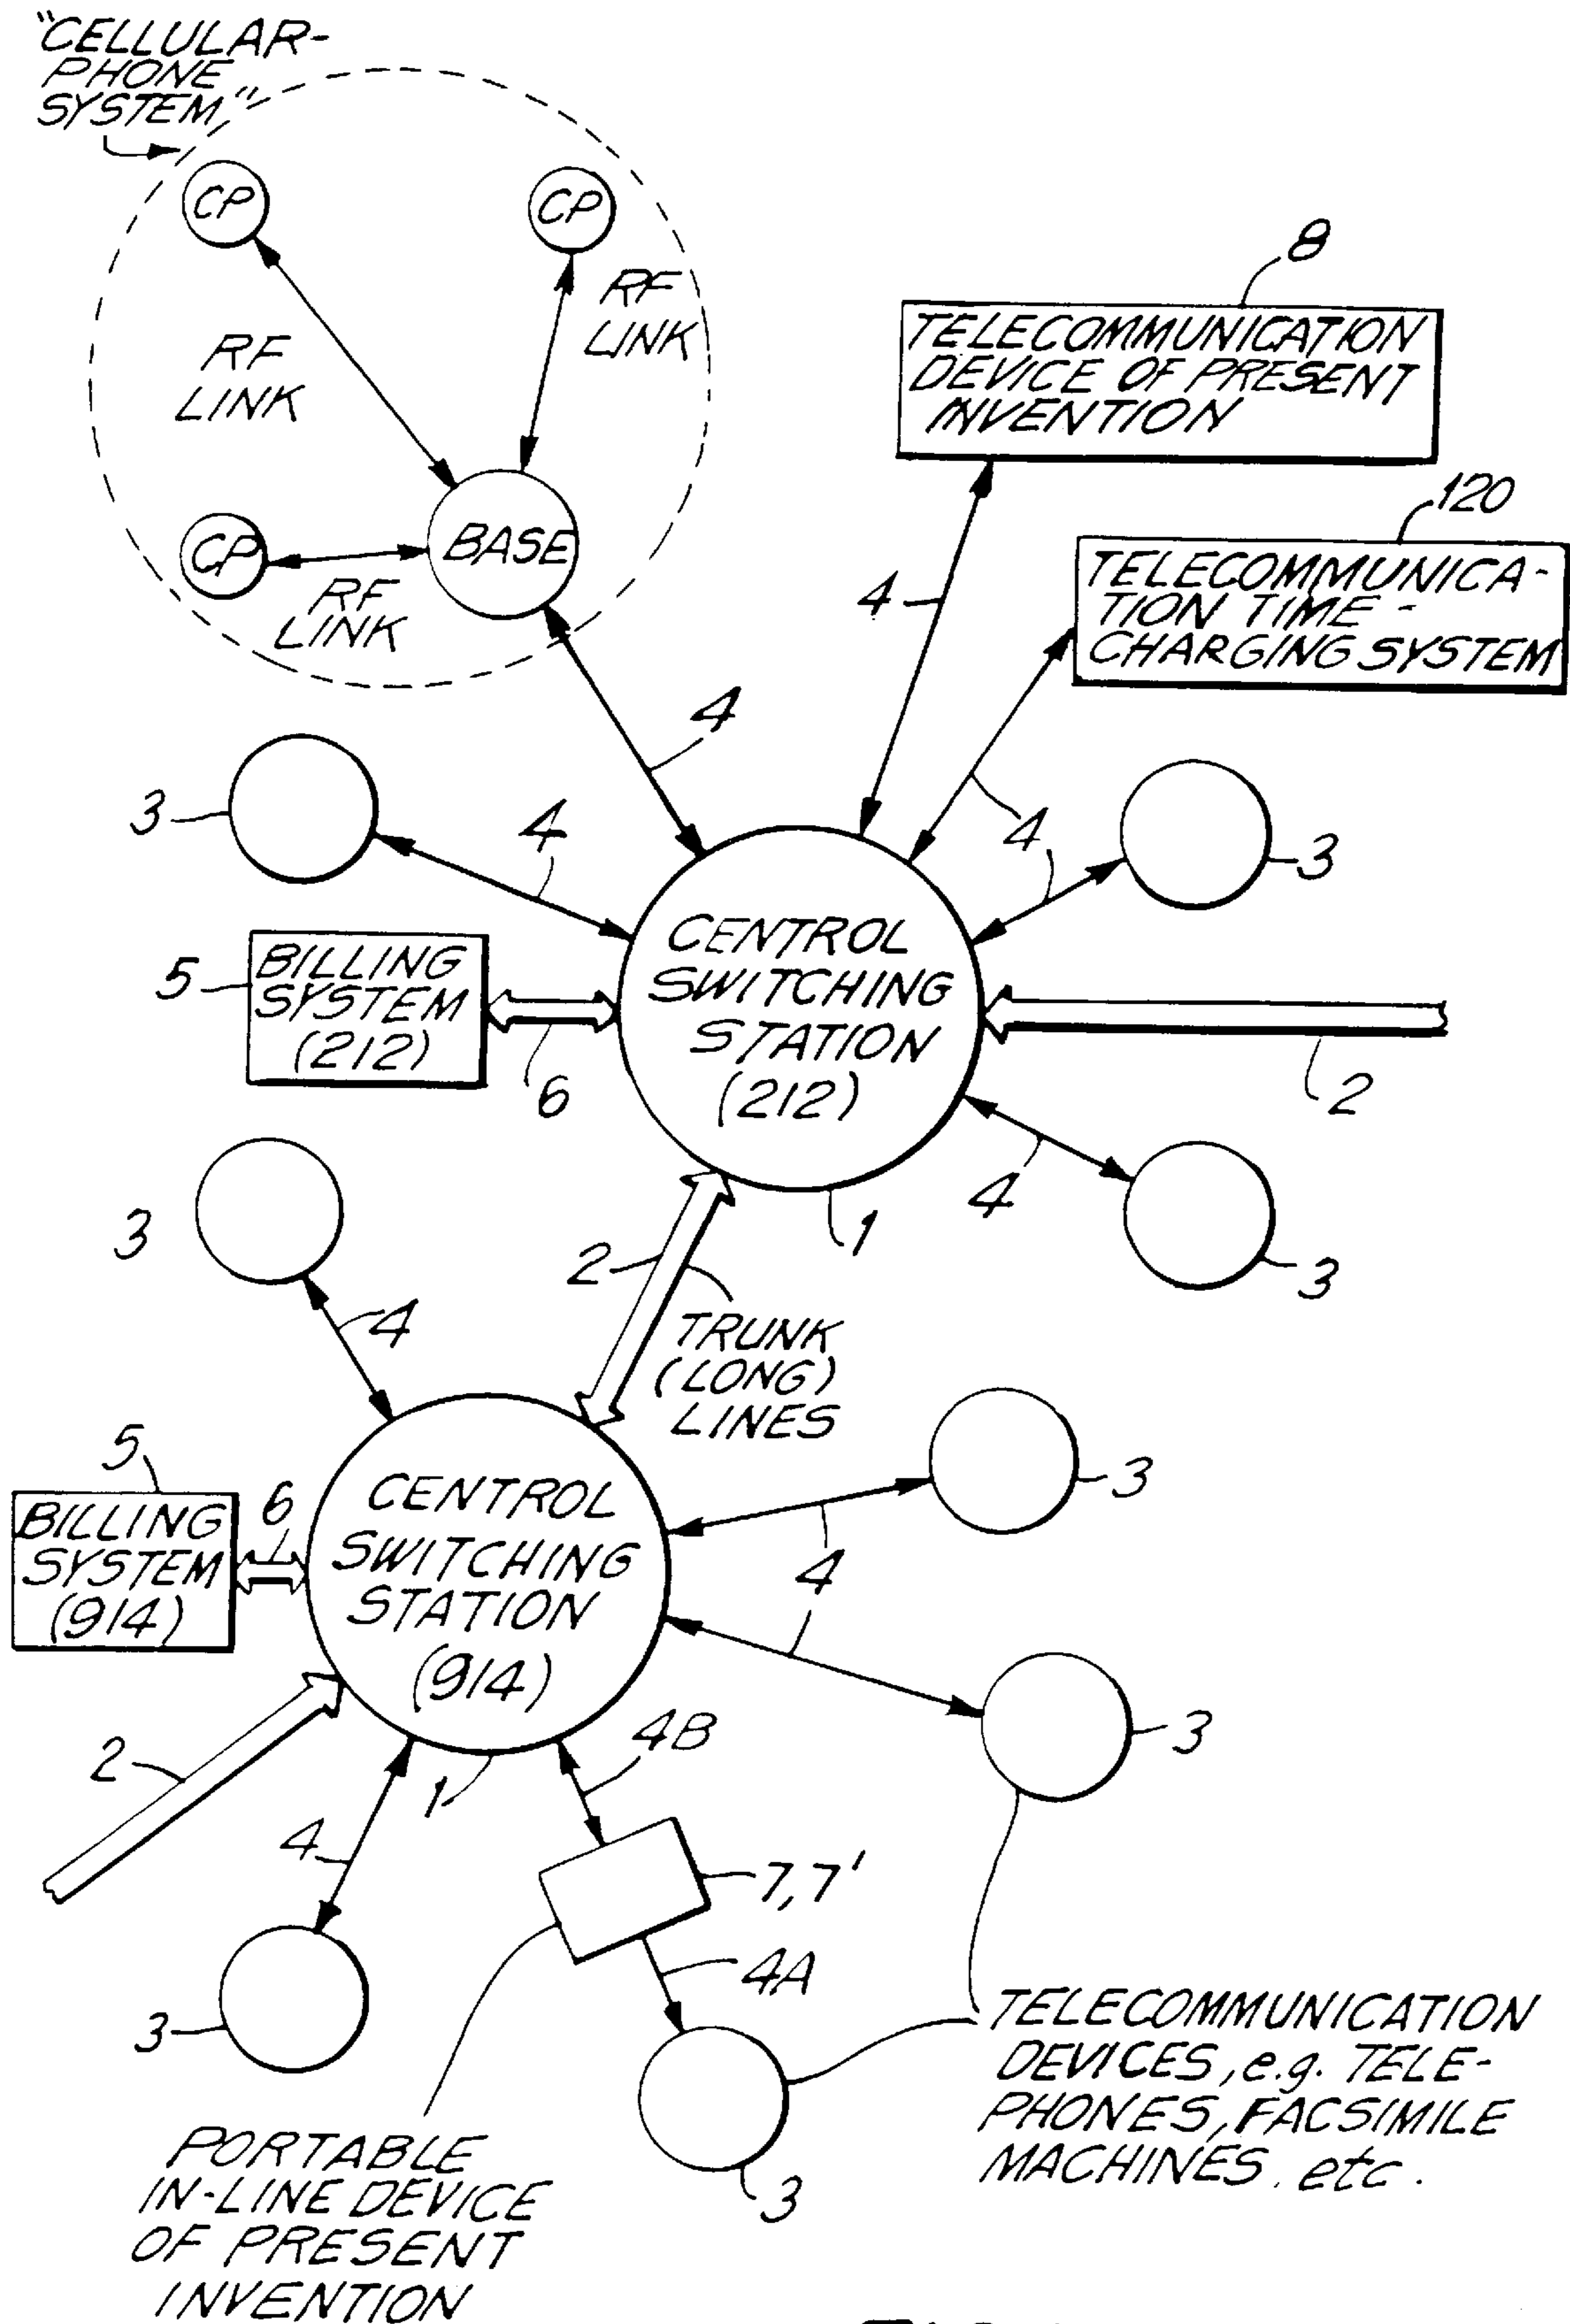 "CELLULAR-
PHONE
SYSTEM,"
CP
CP
RF
LINK
RF
LINK
CP
BASE
RF
LINK
8
TELECOMMUNICATION
DEVICE OF PRESENT
INVENTION
120
TELECOMMUNICA-
TION TIME-
CHARGING SYSTEM
4
4
3
4
4
3
5
BILLING
SYSTEM
(212)
6
CENTROL
SWITCHING
STATION
(212)
2
4
3
1
3
4
2
TRUNK
(LONG)
LINES
5
BILLING
SYSTEM
(914)
6
CENTROL
SWITCHING
STATION
(914)
3
4
3
2
1
4B
4
7,7'
4A
3
3
TELECOMMUNICATION
DEVICES, e.g. TELE-
PHONES, FACSIMILE
MACHINES, etc.
PORTABLE
IN-LINE DEVICE
OF PRESENT
INVENTION